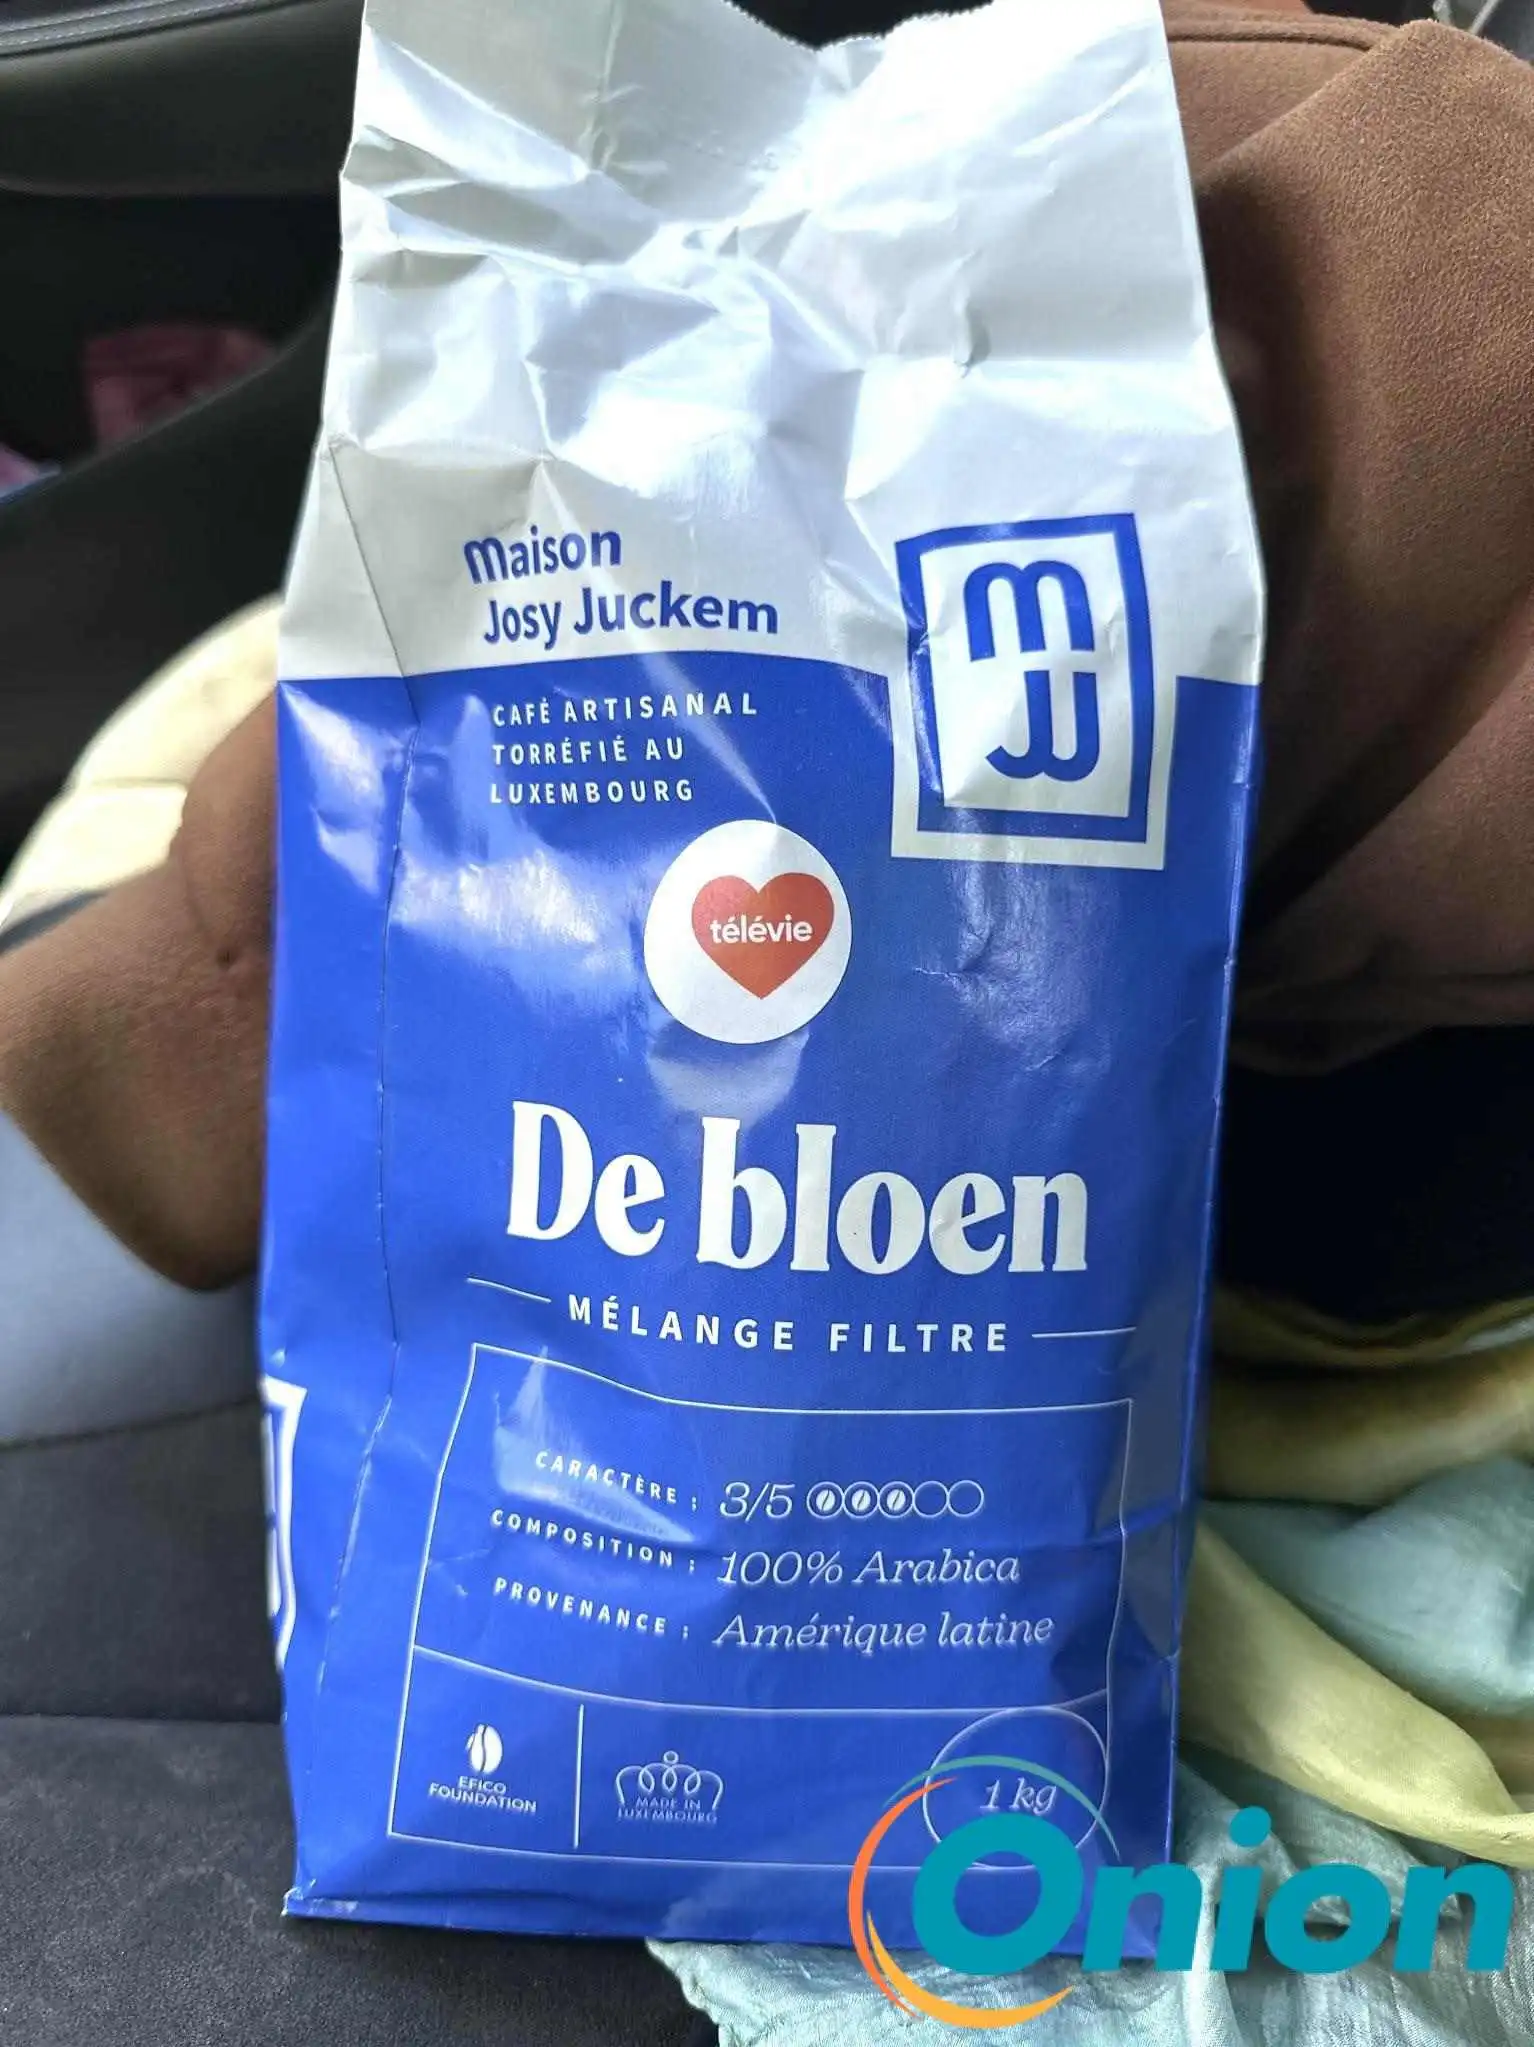 Maison
Josy Juckem
MJJ
CAFÉ ARTISANAL
TORRÉFIÉ AU
LUXEMBOURG
télévie
De bloen
MÉLANGE FILTRE
CARACTÈRE : 3/5
COMPOSITION : 100% Arabica
PROVENANCE : Amérique latine
EFICO
FOUNDATION
MADE IN
LUXEMBOURG
1 kg
Onion